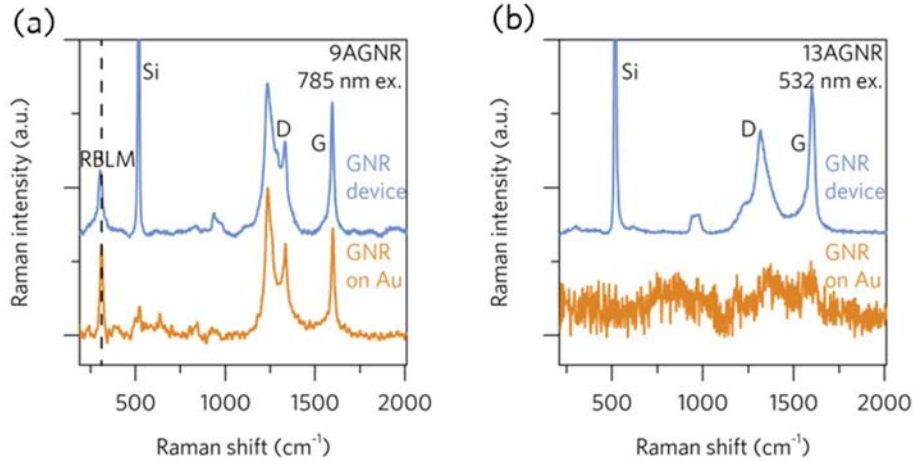 (a)
9AGNR
785 nm ex.
Si
RBLM
D
G
GNR
device
GNR
on Au
Raman intensity (a.u.)
500
1000
1500
2000
Raman shift (cm⁻¹)
(b)
13AGNR
532 nm ex.
Si
D
G
GNR
device
GNR
on Au
Raman intensity (a.u.)
500
1000
1500
2000
Raman shift (cm⁻¹)